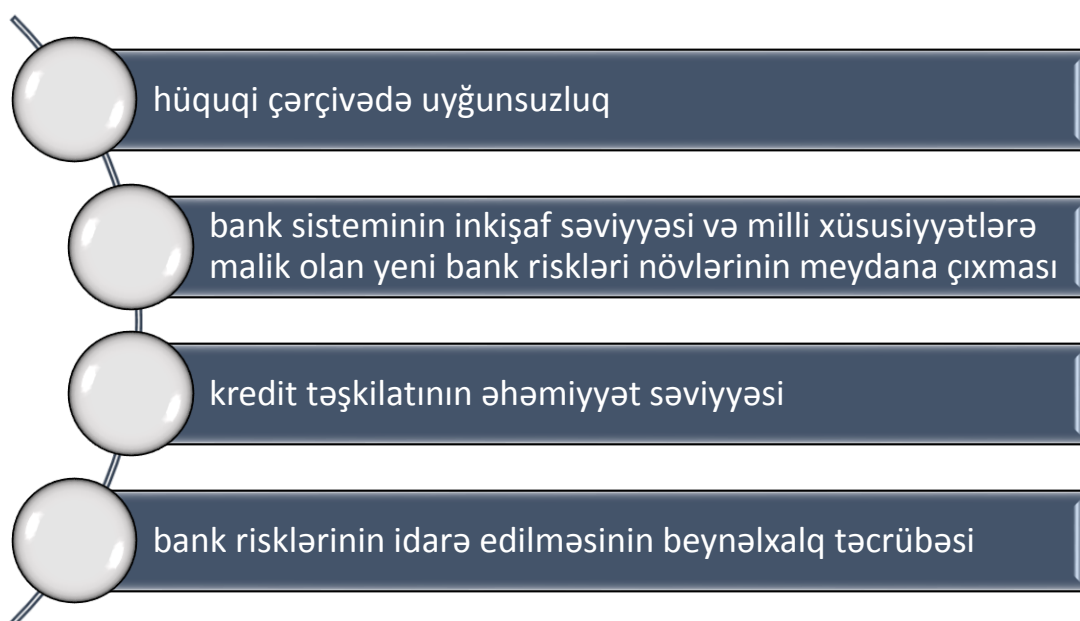 hüquqi çərçivədə uyğunsuzluq
bank sisteminin inkişaf səviyyəsi və milli xüsusiyyətlərə
malik olan yeni bank riskləri növlərinin meydana çıxması
kredit təşkilatının əhəmiyyət səviyyəsi
bank risklərinin idarə edilməsinin beynəlxalq təcrübəsi